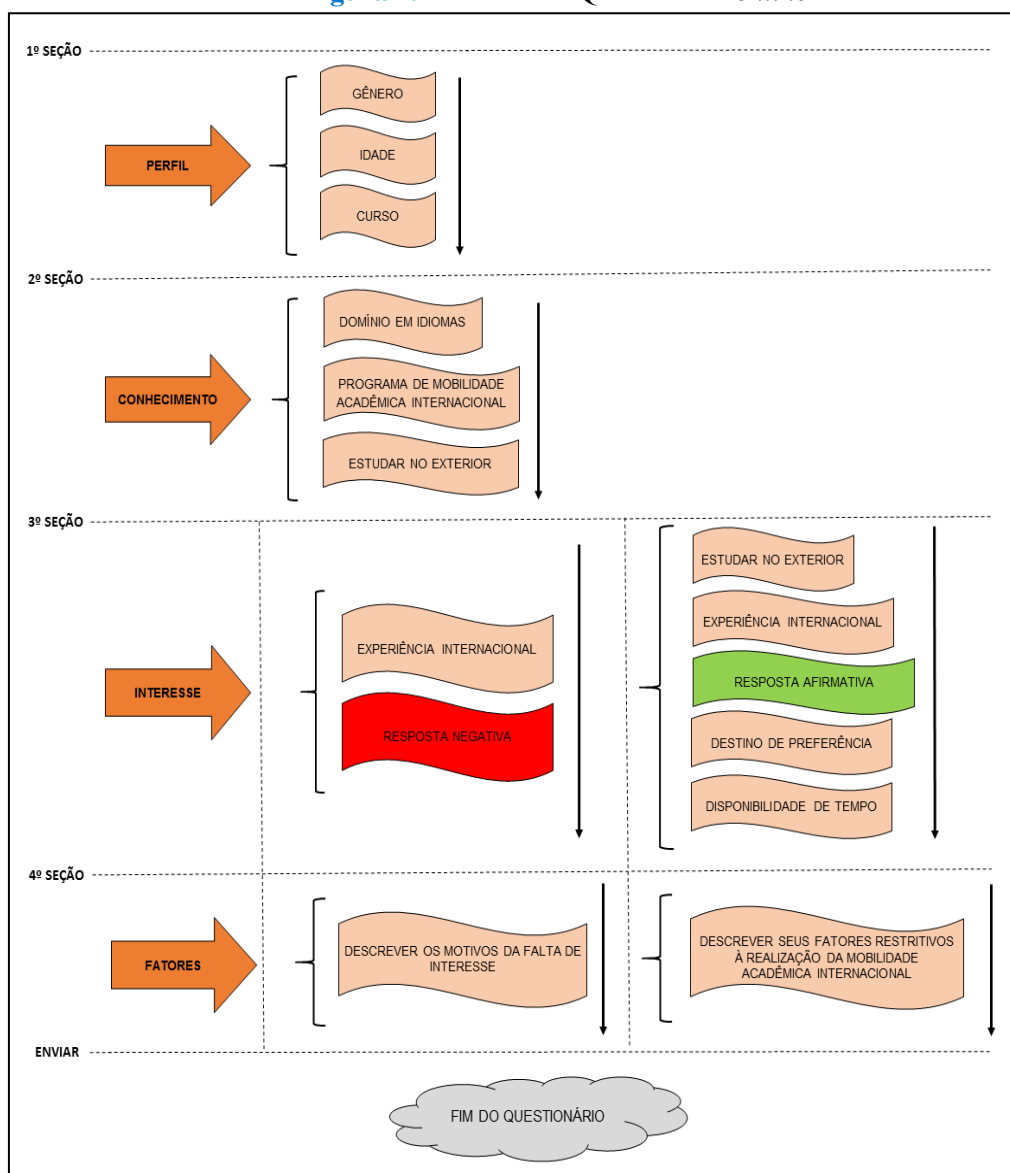 1º SEÇÃO
GÊNERO
PERFIL
IDADE
CURSO
2º SEÇÃO
DOMÍNIO EM IDIOMAS
CONHECIMENTO
PROGRAMA DE MOBILIDADE
ACADÊMICA INTERNACIONAL
ESTUDAR NO EXTERIOR
3º SEÇÃO
INTERESSE
EXPERIÊNCIA INTERNACIONAL
RESPOSTA NEGATIVA
ESTUDAR NO EXTERIOR
EXPERIÊNCIA INTERNACIONAL
RESPOSTA AFIRMATIVA
DESTINO DE PREFERÊNCIA
DISPONIBILIDADE DE TEMPO
4º SEÇÃO
FATORES
DESCREVER OS MOTIVOS DA FALTA DE
INTERESSE
DESCREVER SEUS FATORES RESTRITIVOS
À REALIZAÇÃO DA MOBILIDADE
ACADÊMICA INTERNACIONAL
ENVIAR
FIM DO QUESTIONÁRIO